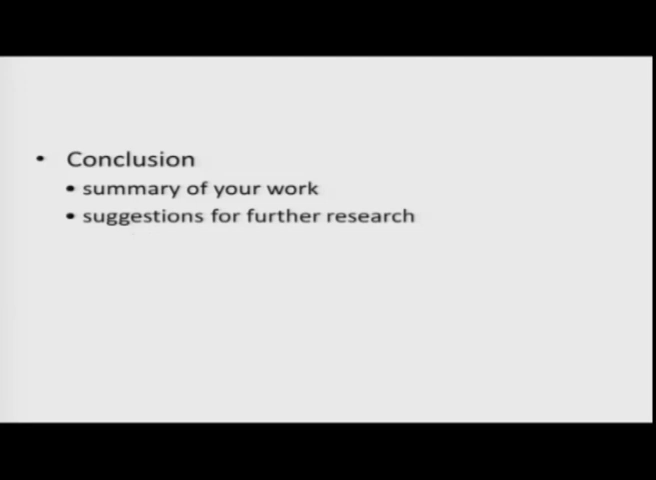 • Conclusion
• summary of your work
• suggestions for further research